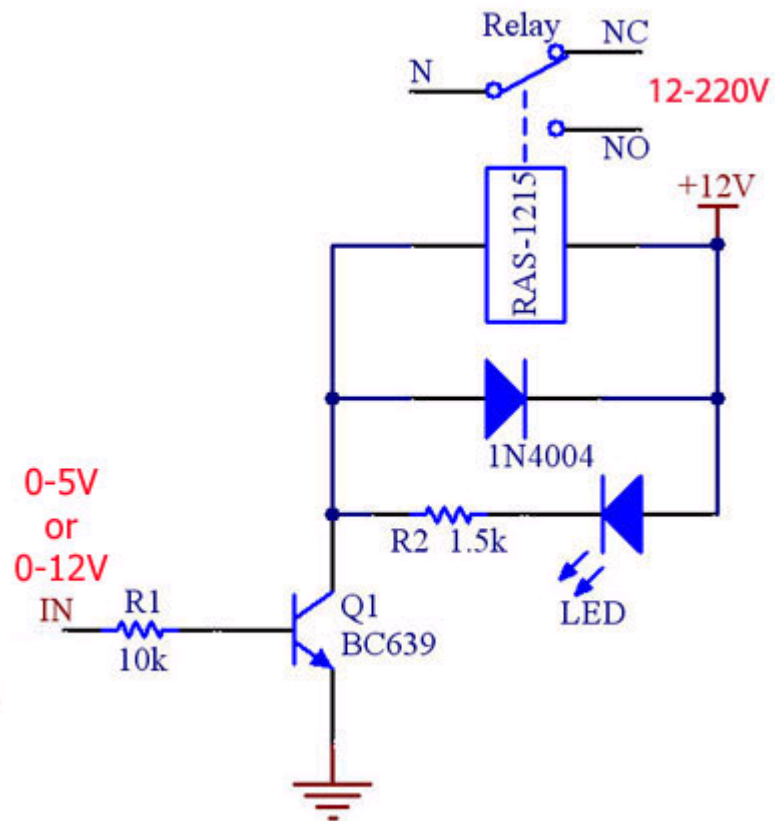 Relay
NC
N
12-220V
NO
+12V
RAS-1215
1N4004
0-5V
or
0-12V
R2 1.5k
IN
R1
Q1
LED
10k
BC639